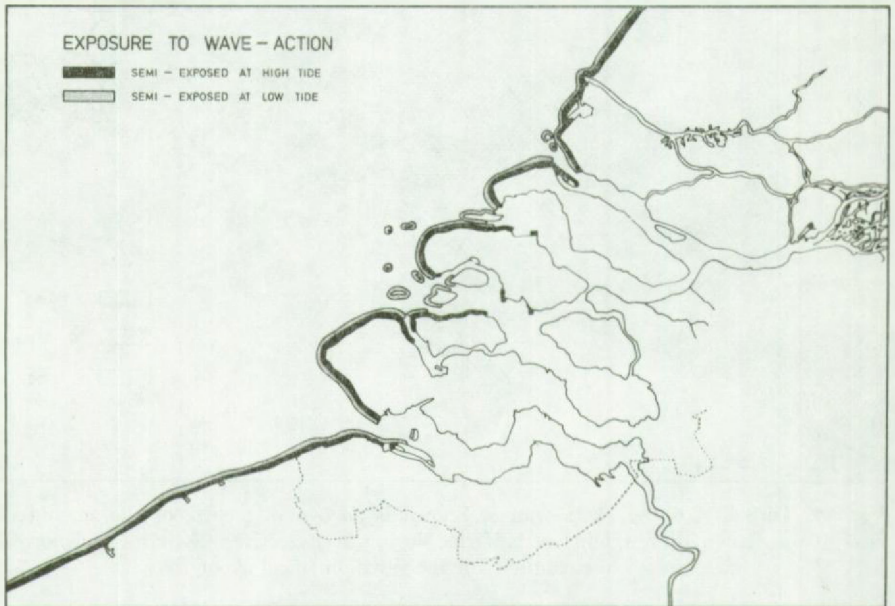 EXPOSURE TO WAVE - ACTION
SEMI - EXPOSED AT HIGH TIDE
SEMI - EXPOSED AT LOW TIDE